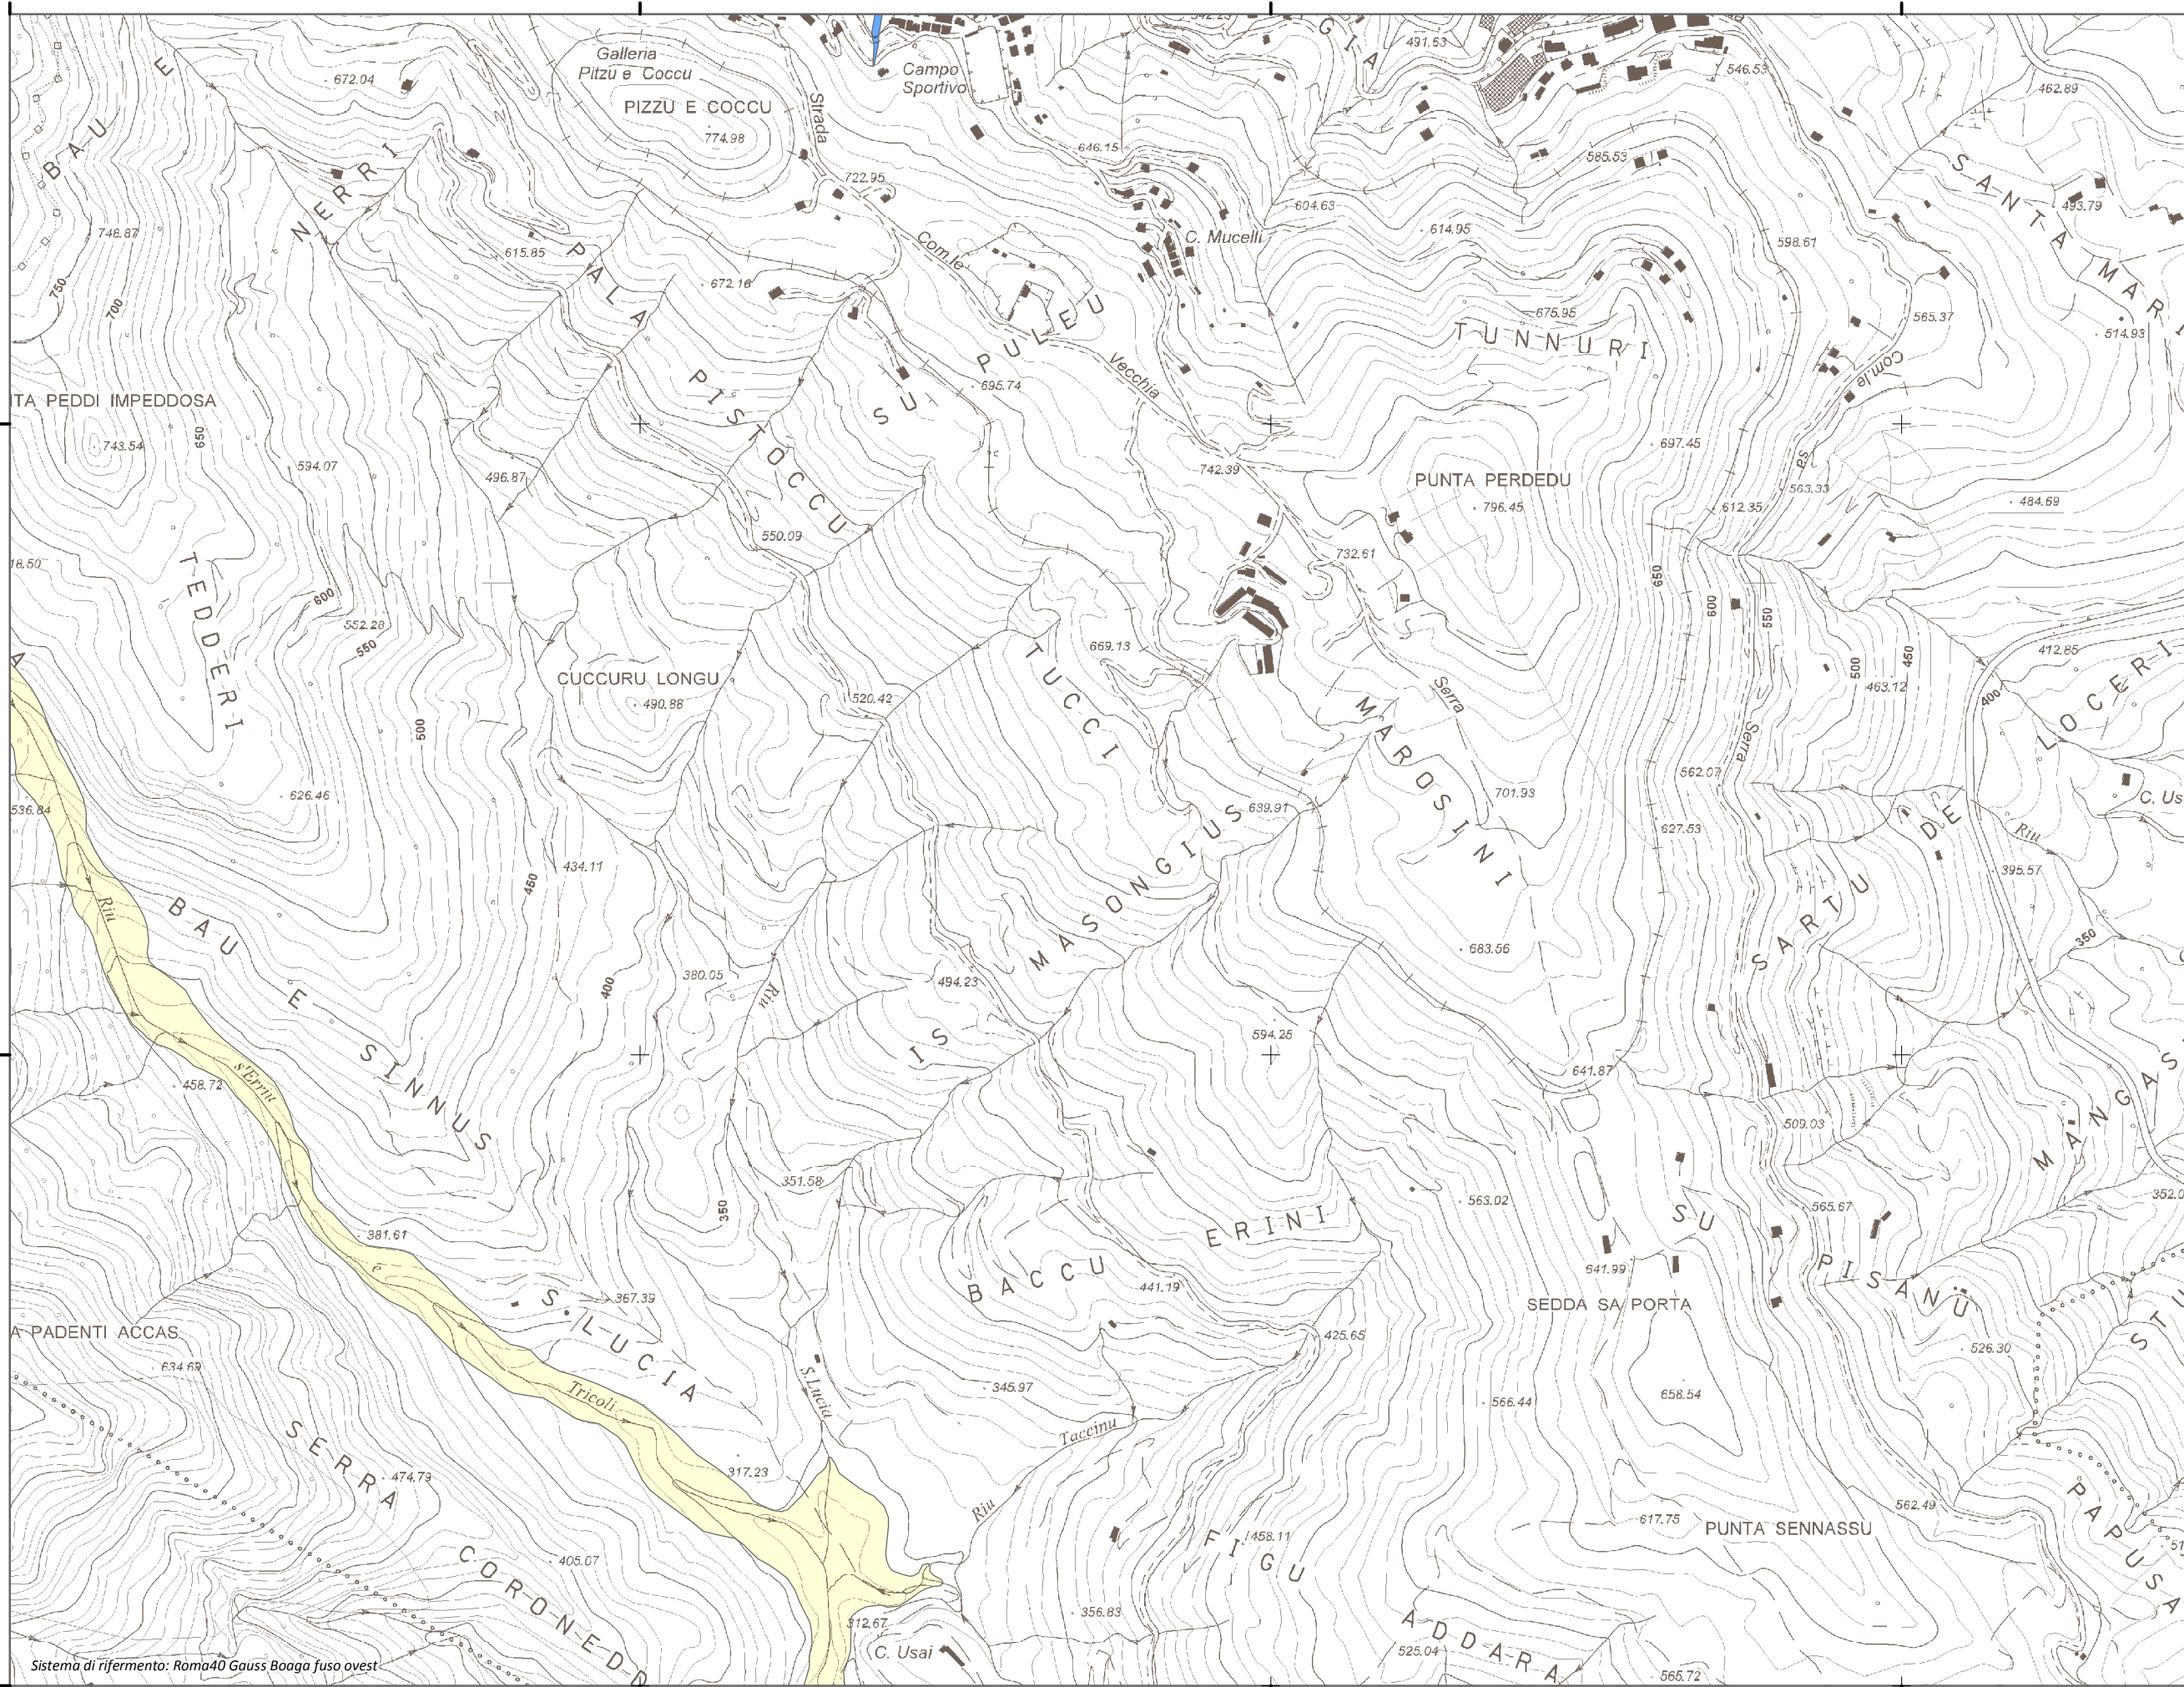 Galleria
Pitzu e Coccu
PIZZU E COCCU
774.98
672.04
Campo
Sportivo
Strada
491.53
546.53
462.89
BAU E
NERRI
646.15
585.53
SANTA MARI
493.79
722.95
604.63
614.95
598.61
748.87
C. Mucelli
Com.le
615.85
PALA
PISTOCCU
672.16
750
700
SU PULEU
675.95
TUNNURI
565.37
514.93
Vecchia
695.74
Com.le
ITA PEDDI IMPEDDOSA
743.54
650
594.07
496.87
742.39
697.45
sa
PUNTA PERDEDU
796.45
563.33
612.35
484.69
550.09
732.61
18.50
TEDDERI
600
552.28
550
650
600
550
500
450
412.85
669.13
TUCCI
CUCCURU LONGU
490.88
520.42
Serra
463.12
400
LOCERI
500
MAROSINI
Serra
562.07
626.46
701.93
536.84
639.91
627.53
C. Us
SARTU DE
Riu
434.11
450
395.57
MASONGIUS
IS
Riu
BAU E SINNUS
350
683.56
380.05
494.23
400
Riu
594.25
641.87
458.72
s'Errius
509.03
MANGAS
351.58
350
563.02
565.67
352.0
SU PISANU
381.61
e
ERINI
BACCU
441.19
641.99
SEDDA SA PORTA
S. LUCIA
367.39
A PADENTI ACCAS
425.65
526.30
STU
634.69
S.Lucia
345.97
566.44
658.54
Tricoli
Taccinu
SERRA
474.79
317.23
Riu
562.49
617.75
PUNTA SENNASSU
PAPUSA
FIGU
458.11
51
CORONEDD
405.07
312.67
356.83
ADDARA
C. Usai
525.04
565.72
Sistema di rifermento: Roma40 Gauss Boaga fuso ovest